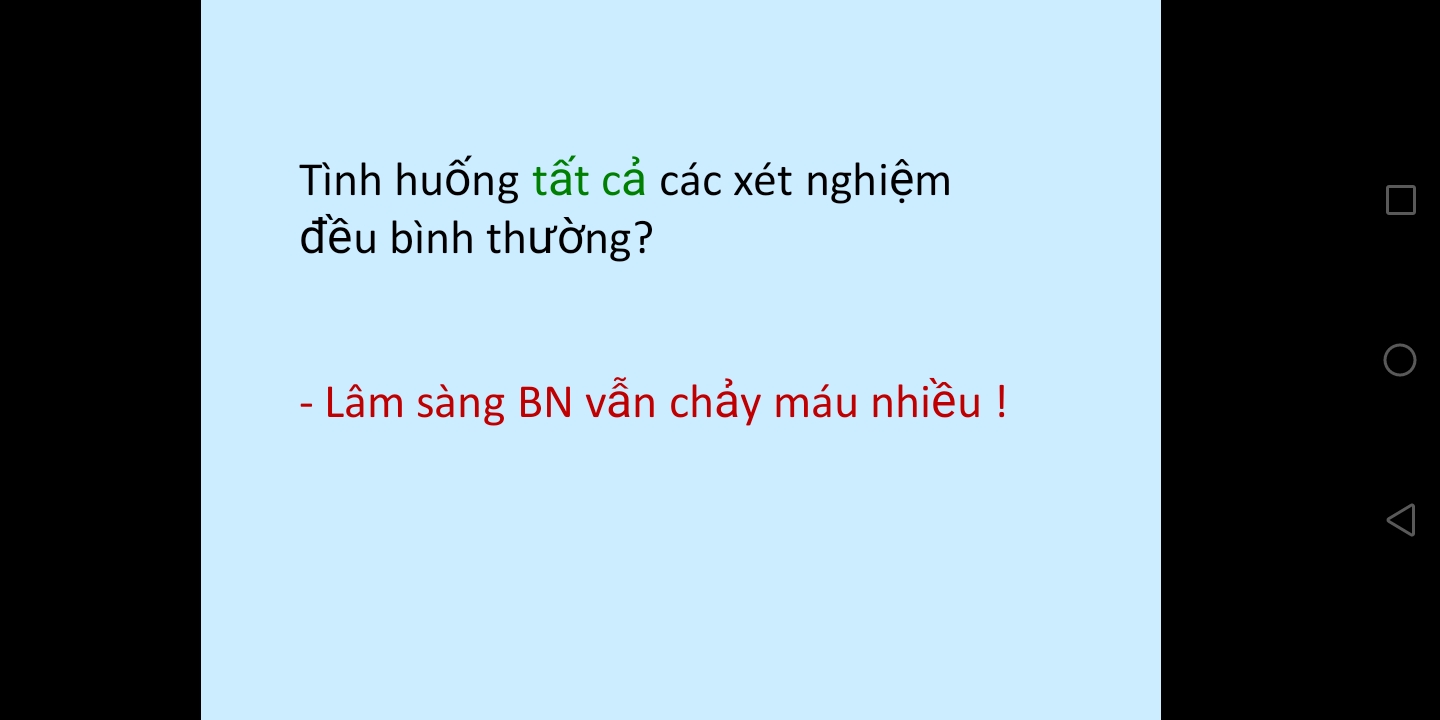 Tình huống tất cả các xét nghiệm
đều bình thường?
- Lâm sàng BN vẫn chảy máu nhiều !